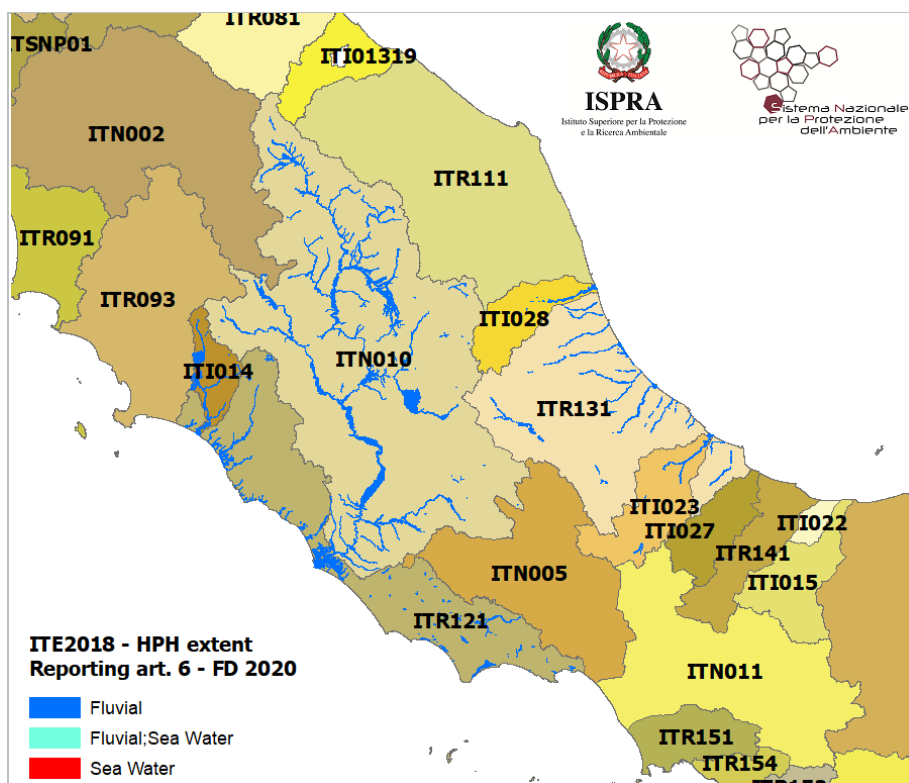 ITR081
ITSNP01
ITI01319
ISPRA
Istituto Superiore per la Protezione
e la Ricerca Ambientale
Sistema Nazionale
per la Protezione
dell'Ambiente
ITN002
ITR111
ITR091
ITR093
ITI028
ITI014
ITN010
ITR131
ITI023
ITI027
ITI022
ITR141
ITI015
ITN005
ITR121
ITN011
ITR151
ITR154
ITE2018 - HPH extent
Reporting art. 6 - FD 2020
Fluvial
Fluvial;Sea Water
Sea Water